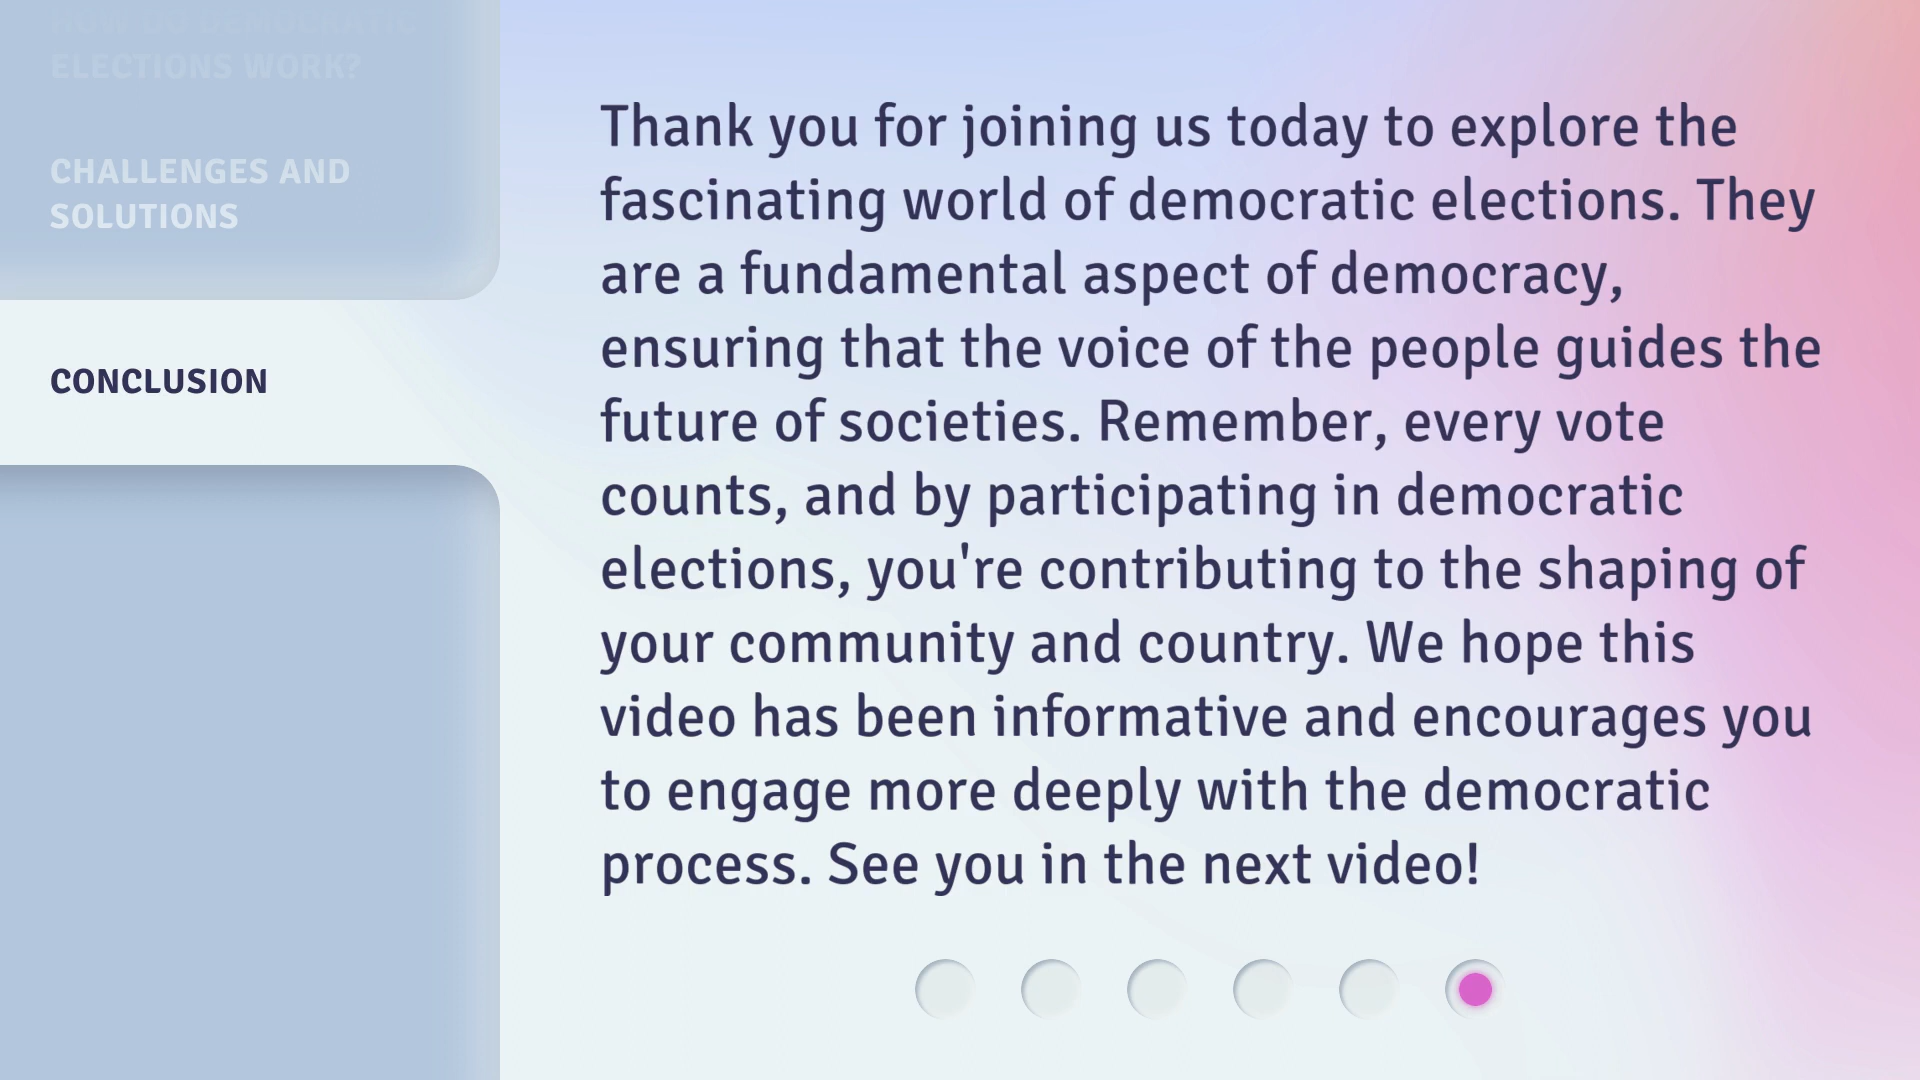 HOW DO DEMOCRATIC
ELECTIONS WORK?
CHALLENGES AND
SOLUTIONS
CONCLUSION
Thank you for joining us today to explore the
fascinating world of democratic elections. They
are a fundamental aspect of democracy,
ensuring that the voice of the people guides the
future of societies. Remember, every vote
counts, and by participating in democratic
elections, you're contributing to the shaping of
your community and country. We hope this
video has been informative and encourages you
to engage more deeply with the democratic
process. See you in the next video!